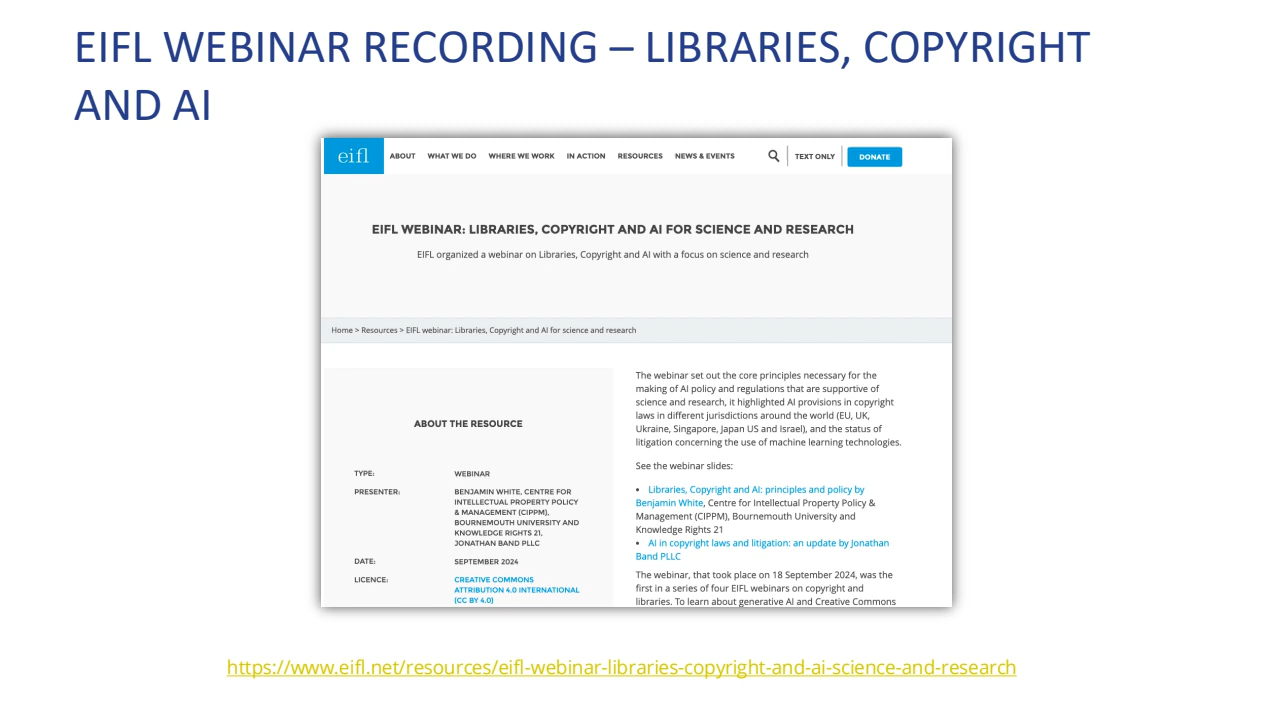 EIFL WEBINAR RECORDING – LIBRARIES, COPYRIGHT
AND AI
eifl
ABOUT WHAT WE DO WHERE WE WORK IN ACTION RESOURCES NEWS & EVENTS TEXT ONLY DONATE
EIFL WEBINAR: LIBRARIES, COPYRIGHT AND AI FOR SCIENCE AND RESEARCH
EIFL organized a webinar on Libraries, Copyright and AI with a focus on science and research
Home > Resources > EIFL webinar: Libraries, Copyright and AI for science and research
ABOUT THE RESOURCE
TYPE: WEBINAR
PRESENTER: BENJAMIN WHITE, CENTRE FOR
INTELLECTUAL PROPERTY POLICY
& MANAGEMENT (CIPPM),
BOURNEMOUTH UNIVERSITY AND
KNOWLEDGE RIGHTS 21,
JONATHAN BAND PLLC
DATE: SEPTEMBER 2024
LICENCE: CREATIVE COMMONS
ATTRIBUTION 4.0 INTERNATIONAL
(CC BY 4.0)
The webinar set out the core principles necessary for the
making of AI policy and regulations that are supportive of
science and research, it highlighted AI provisions in copyright
laws in different jurisdictions around the world (EU, UK,
Ukraine, Singapore, Japan US and Israel), and the status of
litigation concerning the use of machine learning technologies.
See the webinar slides:
• Libraries, Copyright and AI: principles and policy by
Benjamin White, Centre for Intellectual Property Policy &
Management (CIPPM), Bournemouth University and
Knowledge Rights 21
• AI in copyright laws and litigation: an update by Jonathan
Band PLLC
The webinar, that took place on 18 September 2024, was the
first in a series of four EIFL webinars on copyright and
libraries. To learn about generative AI and Creative Commons
https://www.eifl.net/resources/eifl-webinar-libraries-copyright-and-ai-science-and-research